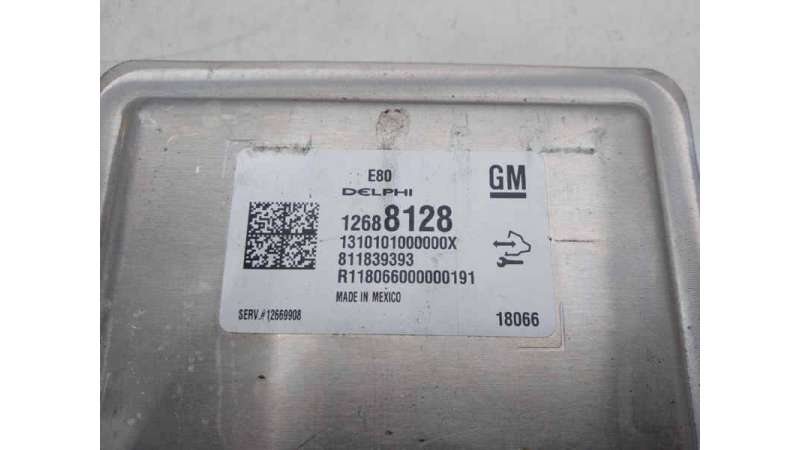 E80
DELPHI
GM
12688128
1310101000000X
811839393
R118066000000191
MADE IN MEXICO
SERV.#12669908
18066